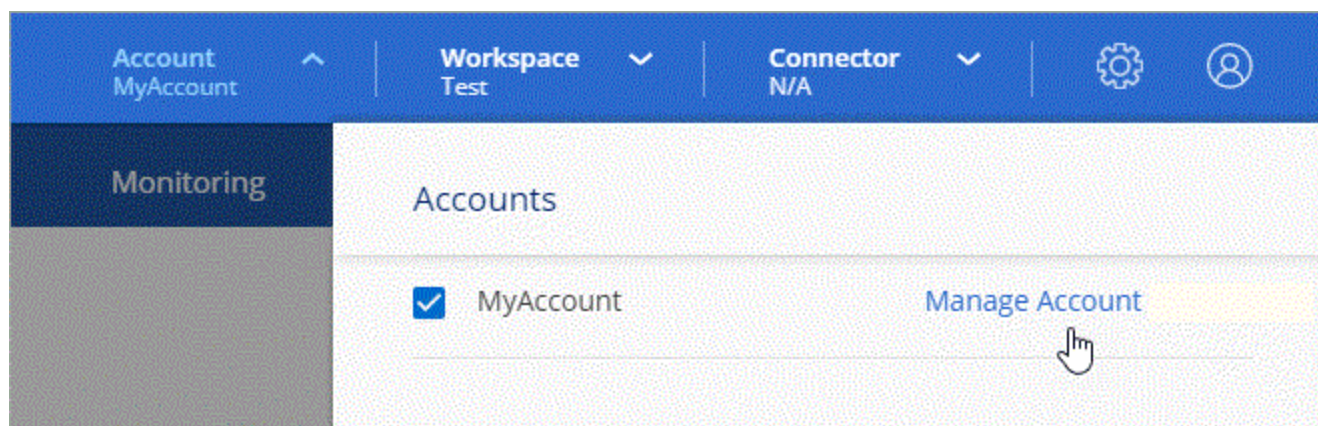 Account
MyAccount
Workspace
Test
Connector
N/A
Monitoring
Accounts
MyAccount
Manage Account